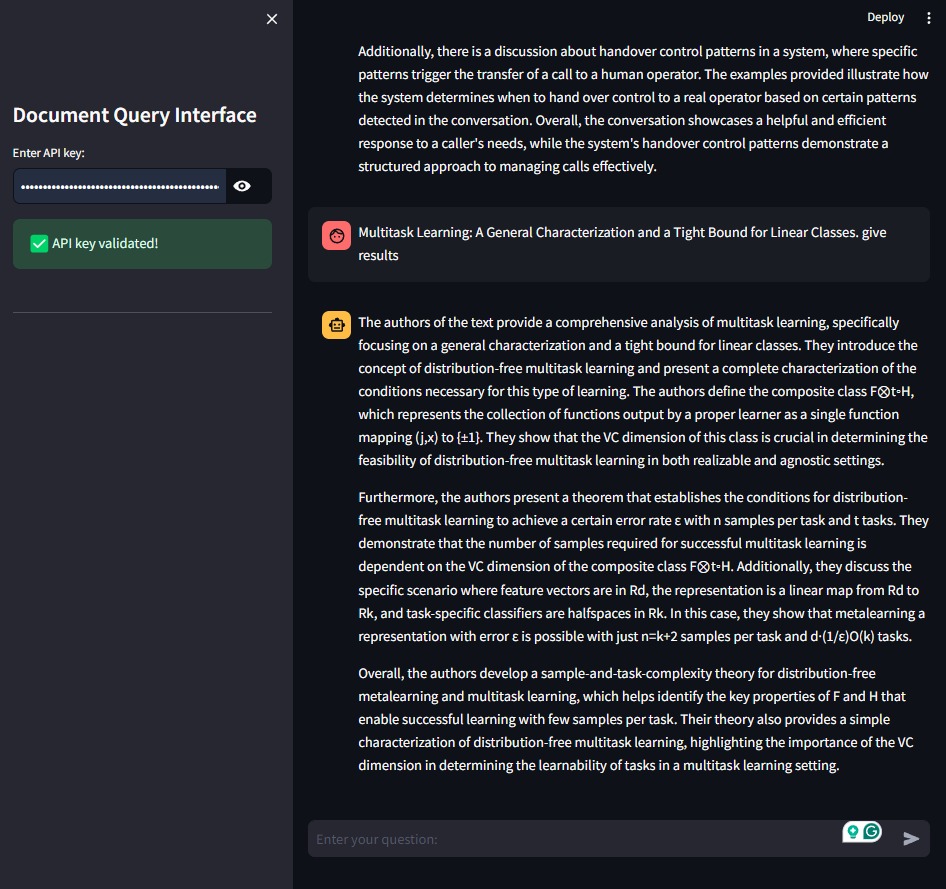 Deploy
Additionally, there is a discussion about handover control patterns in a system, where specific
patterns trigger the transfer of a call to a human operator. The examples provided illustrate how
the system determines when to hand over control to a real operator based on certain patterns
detected in the conversation. Overall, the conversation showcases a helpful and efficient
response to a caller's needs, while the system's handover control patterns demonstrate a
structured approach to managing calls effectively.
Document Query Interface
Enter API key:
API key validated!
Multitask Learning: A General Characterization and a Tight Bound for Linear Classes. give
results
The authors of the text provide a comprehensive analysis of multitask learning, specifically
focusing on a general characterization and a tight bound for linear classes. They introduce the
concept of distribution-free multitask learning and present a complete characterization of the
conditions necessary for this type of learning. The authors define the composite class F⊗t◦H,
which represents the collection of functions output by a proper learner as a single function
mapping (j,x) to {±1}. They show that the VC dimension of this class is crucial in determining the
feasibility of distribution-free multitask learning in both realizable and agnostic settings.
Furthermore, the authors present a theorem that establishes the conditions for distribution-
free multitask learning to achieve a certain error rate ε with n samples per task and t tasks. They
demonstrate that the number of samples required for successful multitask learning is
dependent on the VC dimension of the composite class F⊗t◦H. Additionally, they discuss the
specific scenario where feature vectors are in Rd, the representation is a linear map from Rd to
Rk, and task-specific classifiers are halfspaces in Rk. In this case, they show that metalearning a
representation with error ε is possible with just n=k+2 samples per task and d·(1/ε)O(k) tasks.
Overall, the authors develop a sample-and-task-complexity theory for distribution-free
metalearning and multitask learning, which helps identify the key properties of F and H that
enable successful learning with few samples per task. Their theory also provides a simple
characterization of distribution-free multitask learning, highlighting the importance of the VC
dimension in determining the learnability of tasks in a multitask learning setting.
Enter your question: